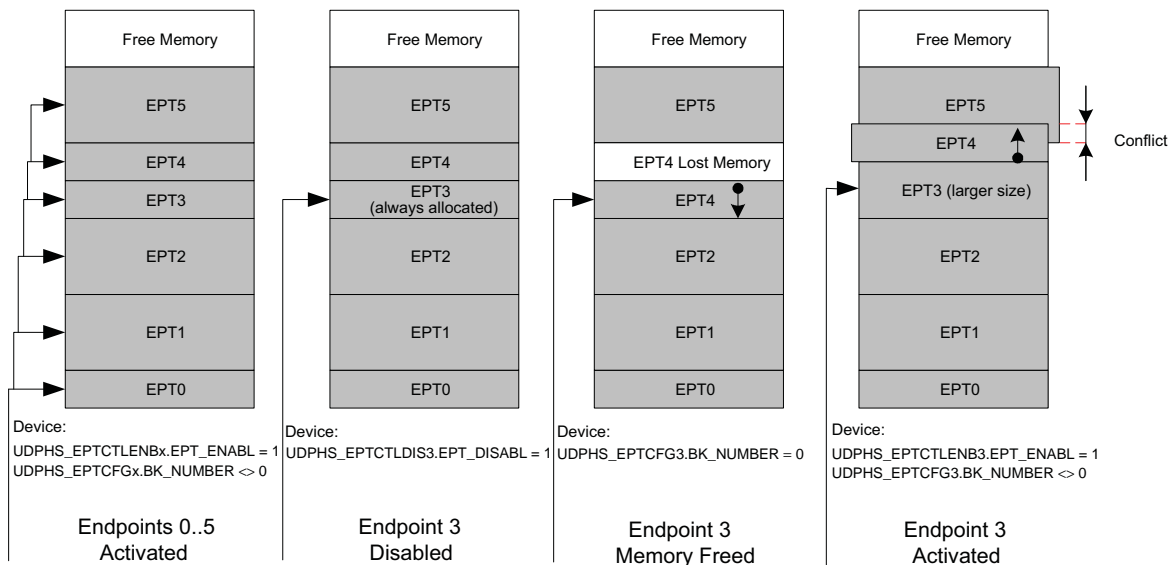 Free Memory
EPT5
EPT4
EPT3
EPT2
EPT1
EPT0
Device:
UDPHS_EPTCTLENBx.EPT_ENABL = 1
UDPHS_EPTCFGx.BK_NUMBER <> 0
Endpoints 0..5
Activated
Free Memory
EPT5
EPT4
EPT3
(always allocated)
EPT2
EPT1
EPT0
Device:
UDPHS_EPTCTLDIS3.EPT_DISABL = 1
Endpoint 3
Disabled
Free Memory
EPT5
EPT4 Lost Memory
EPT4
EPT2
EPT1
EPT0
Device:
UDPHS_EPTCFG3.BK_NUMBER = 0
Endpoint 3
Memory Freed
Free Memory
EPT5
EPT4
Conflict
EPT3 (larger size)
EPT2
EPT1
EPT0
Device:
UDPHS_EPTCTLENB3.EPT_ENABL = 1
UDPHS_EPTCFG3.BK_NUMBER <> 0
Endpoint 3
Activated